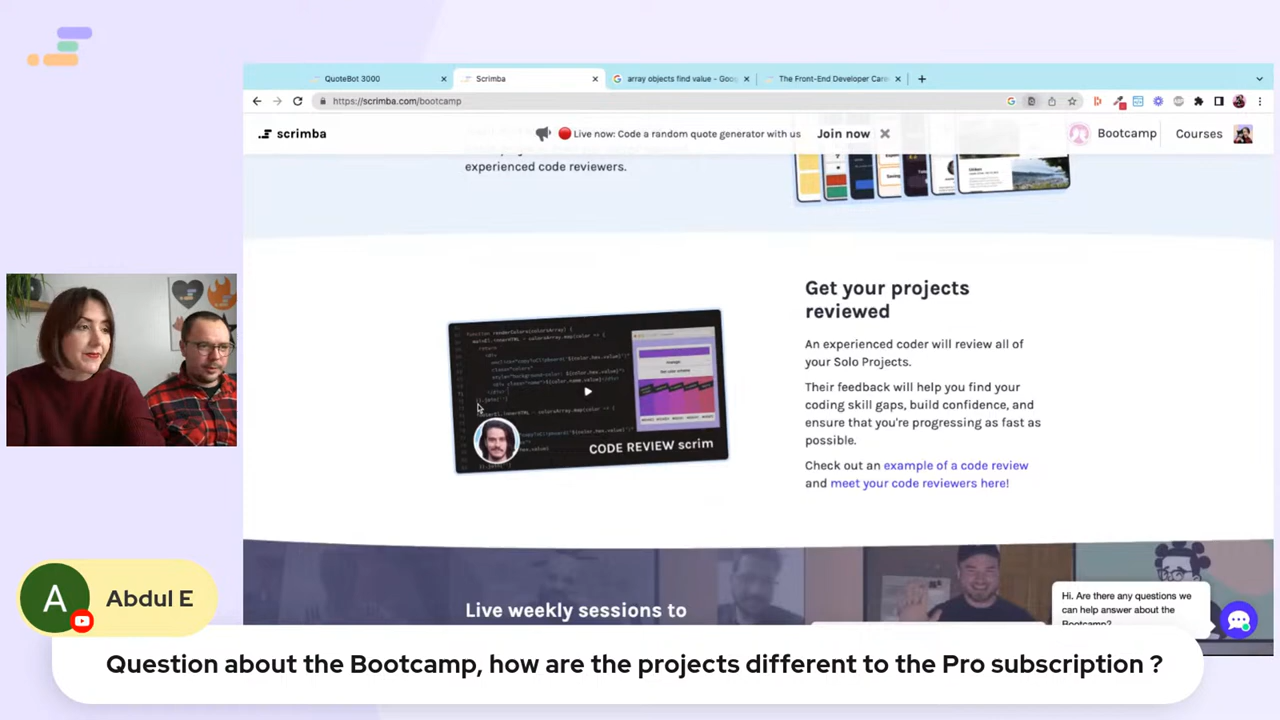 QuoteBot 3000
Scrimba
array objects find value - Goo
The Front-End Developer Care
https://scrimba.com/bootcamp
scrimba
Live now: Code a random quote generator with us
Join now
Bootcamp
Courses
experienced code reviewers.
Get your projects
reviewed
An experienced coder will review all of
your Solo Projects.
Their feedback will help you find your
coding skill gaps, build confidence, and
ensure that you're progressing as fast as
possible.
Check out an example of a code review
and meet your code reviewers here!
CODE REVIEW scrim
Live weekly sessions to
Hi. Are there any questions we
can help answer about the
Bootcamp?
A
Abdul E
Question about the Bootcamp, how are the projects different to the Pro subscription ?